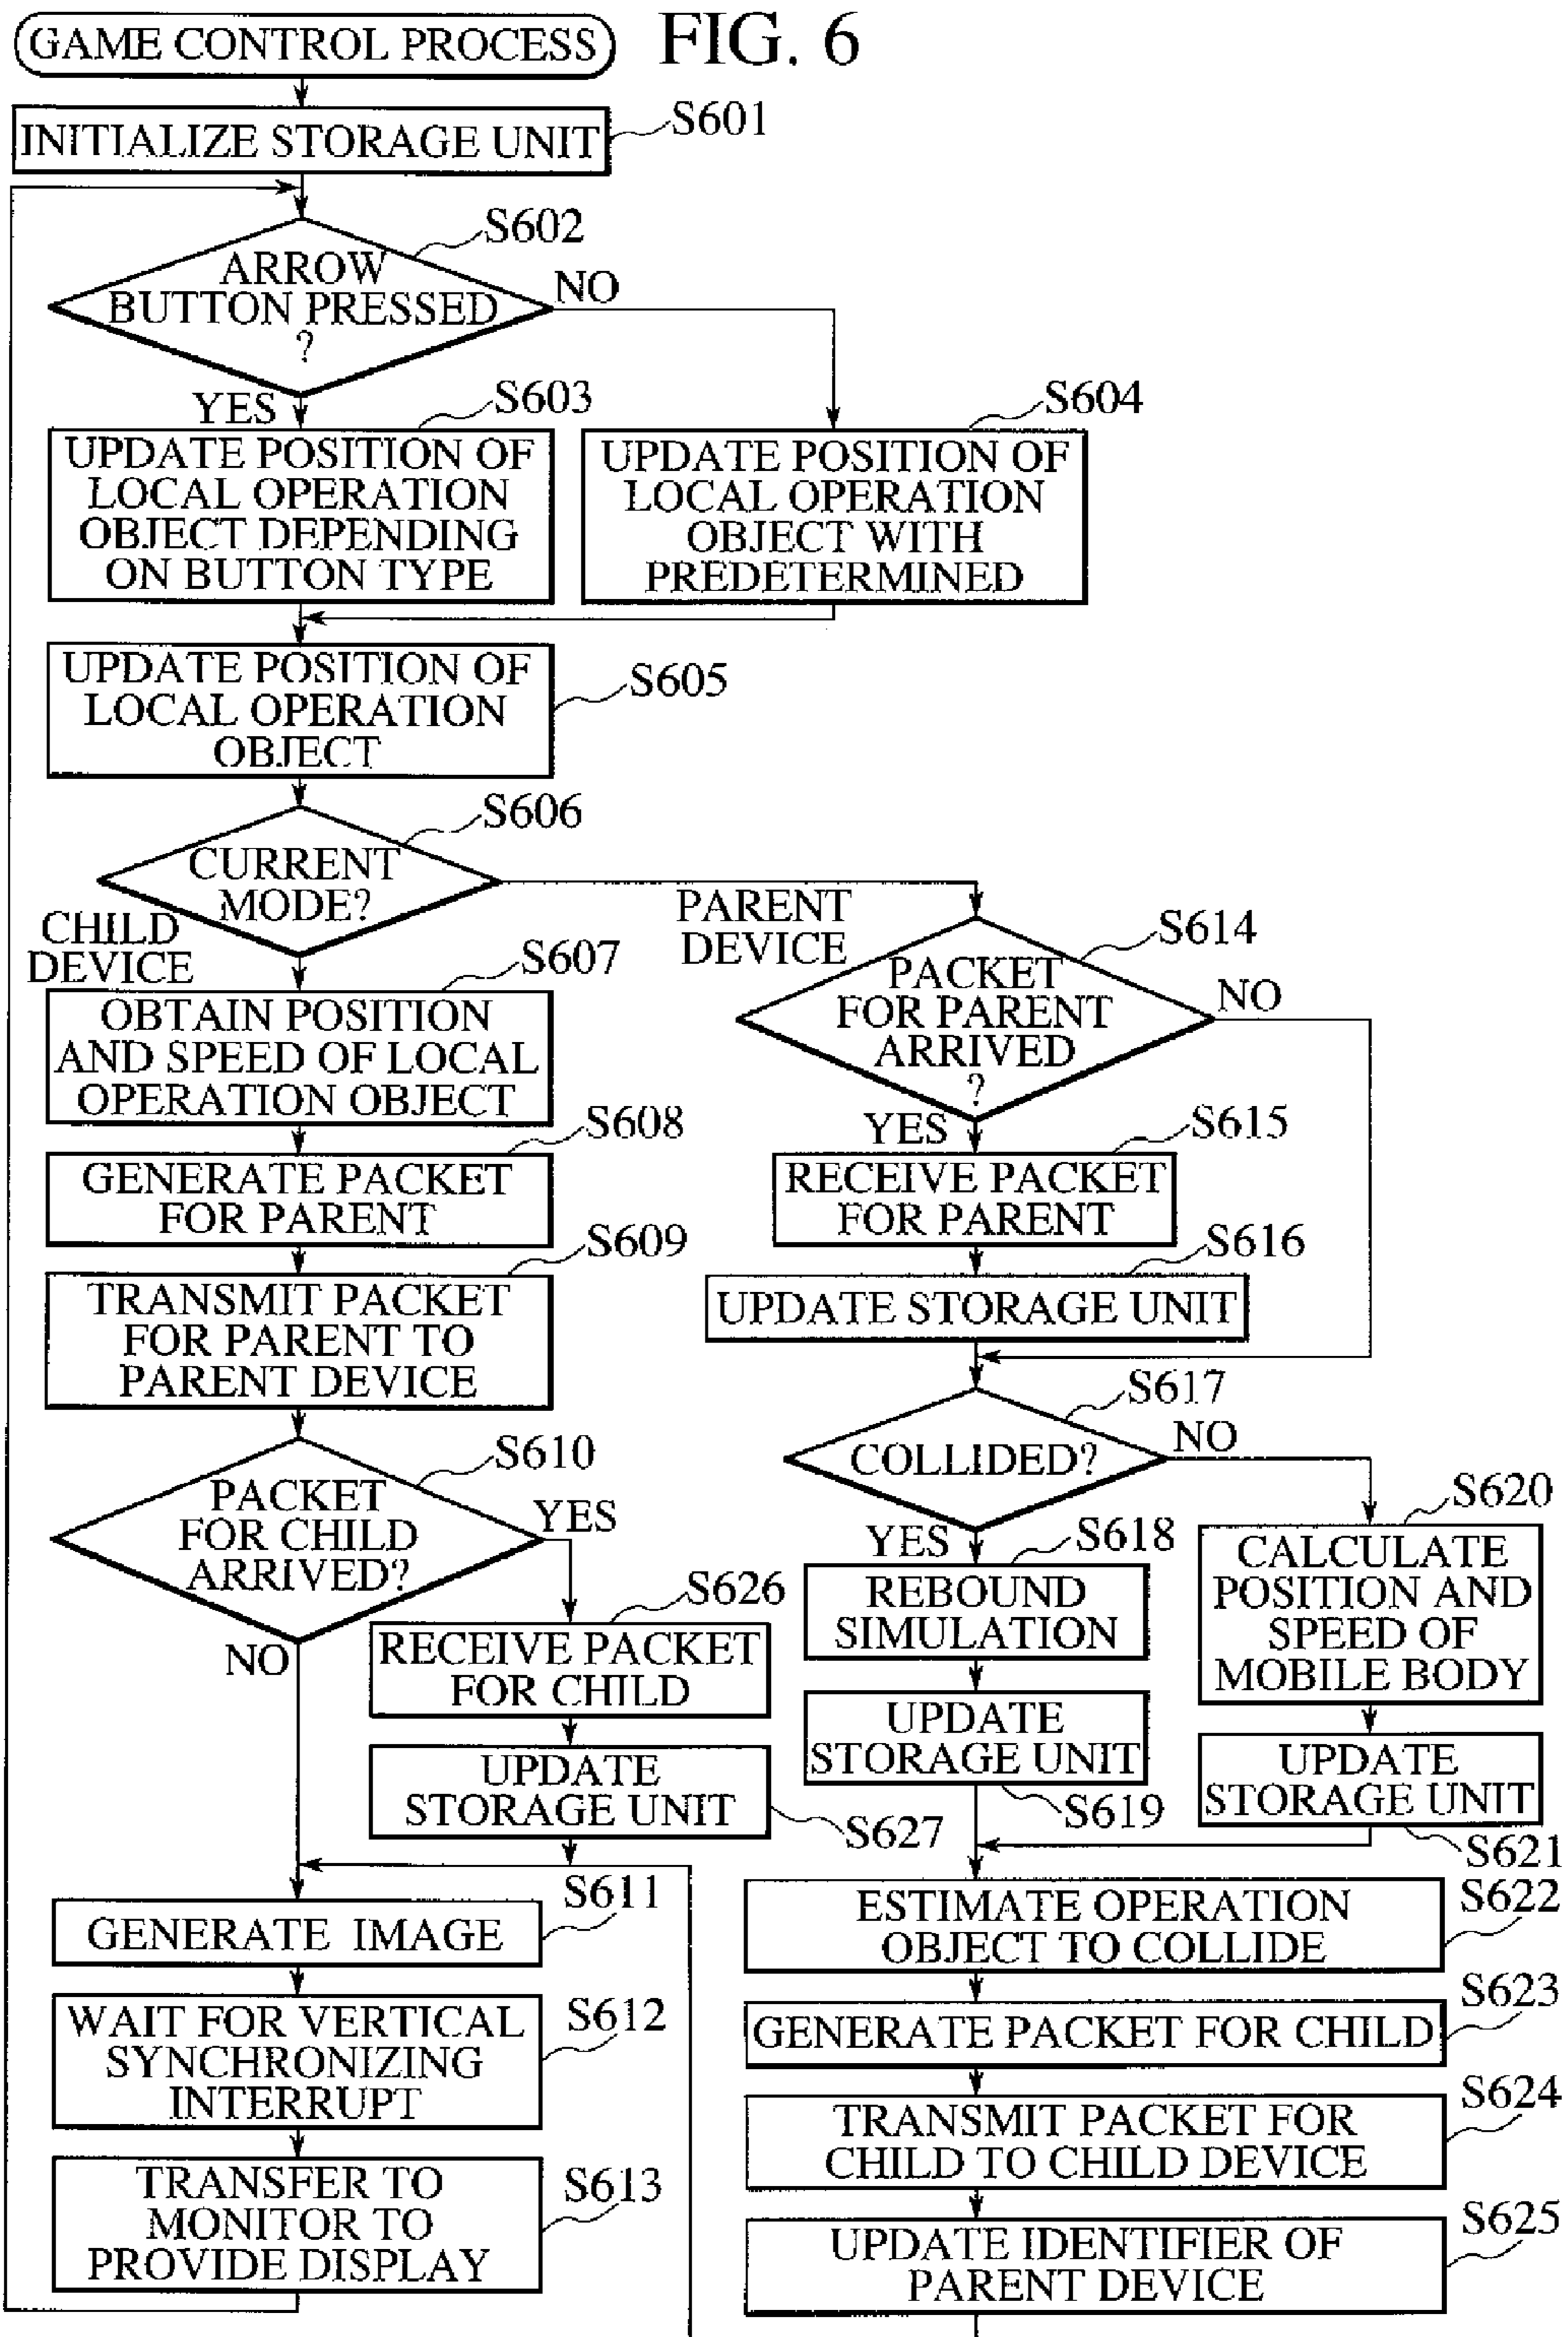 GAME CONTROL PROCESS
FIG. 6
INITIALIZE STORAGE UNIT
S601
S602
ARROW
BUTTON PRESSED
?
NO
YES
S603
UPDATE POSITION OF
LOCAL OPERATION
OBJECT DEPENDING
ON BUTTON TYPE
S604
UPDATE POSITION OF
LOCAL OPERATION
OBJECT WITH
PREDETERMINED
UPDATE POSITION OF
LOCAL OPERATION
OBJECT
S605
S606
CURRENT
MODE?
CHILD
DEVICE
PARENT
DEVICE
S607
OBTAIN POSITION
AND SPEED OF LOCAL
OPERATION OBJECT
S608
GENERATE PACKET
FOR PARENT
S609
TRANSMIT PACKET
FOR PARENT TO
PARENT DEVICE
S610
PACKET
FOR CHILD
ARRIVED?
YES
NO
S626
RECEIVE PACKET
FOR CHILD
UPDATE
STORAGE UNIT
S627
S611
GENERATE IMAGE
WAIT FOR VERTICAL
SYNCHRONIZING
INTERRUPT
S612
TRANSFER TO
MONITOR TO
PROVIDE DISPLAY
S613
S614
PACKET
FOR PARENT
ARRIVED
?
NO
YES
S615
RECEIVE PACKET
FOR PARENT
S616
UPDATE STORAGE UNIT
S617
COLLIDED?
NO
YES
S618
REBOUND
SIMULATION
UPDATE
STORAGE UNIT
S619
S620
CALCULATE
POSITION AND
SPEED OF
MOBILE BODY
UPDATE
STORAGE UNIT
S621
ESTIMATE OPERATION
OBJECT TO COLLIDE
S622
GENERATE PACKET FOR CHILD
S623
TRANSMIT PACKET FOR
CHILD TO CHILD DEVICE
S624
UPDATE IDENTIFIER OF
PARENT DEVICE
S625